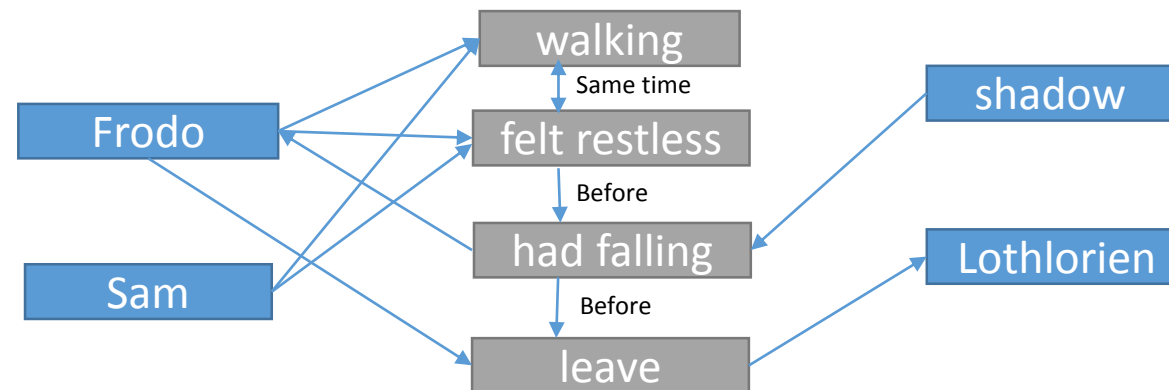 walking
Same time
shadow
Frodo
felt restless
Before
had falling
Lothlorien
Sam
Before
leave